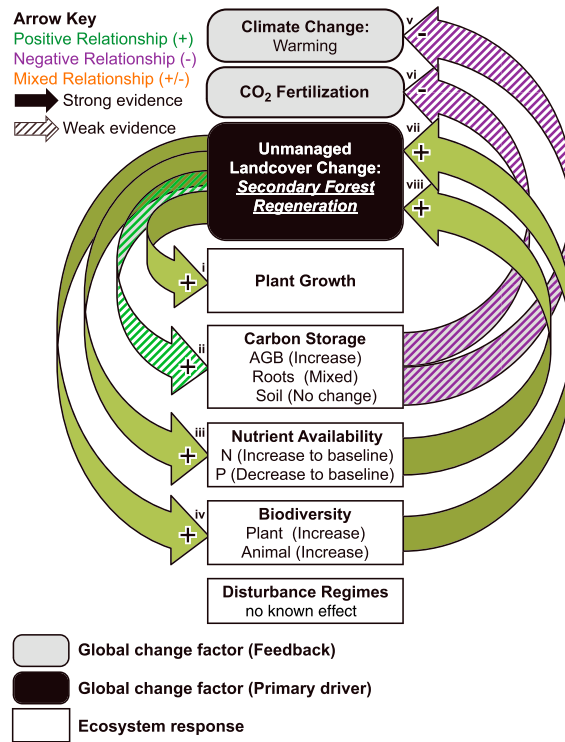 Arrow Key
Positive Relationship (+)
Negative Relationship (-)
Mixed Relationship (+/-)
Strong evidence
Weak evidence
Climate Change:
Warming
v
-
CO₂ Fertilization
vi
-
Unmanaged
Landcover Change:
Secondary Forest
Regeneration
vii
+
viii
+
i
+
Plant Growth
ii
+
Carbon Storage
AGB (Increase)
Roots (Mixed)
Soil (No change)
iii
+
Nutrient Availability
N (Increase to baseline)
P (Decrease to baseline)
iv
+
Biodiversity
Plant (Increase)
Animal (Increase)
Disturbance Regimes
no known effect
Global change factor (Feedback)
Global change factor (Primary driver)
Ecosystem response